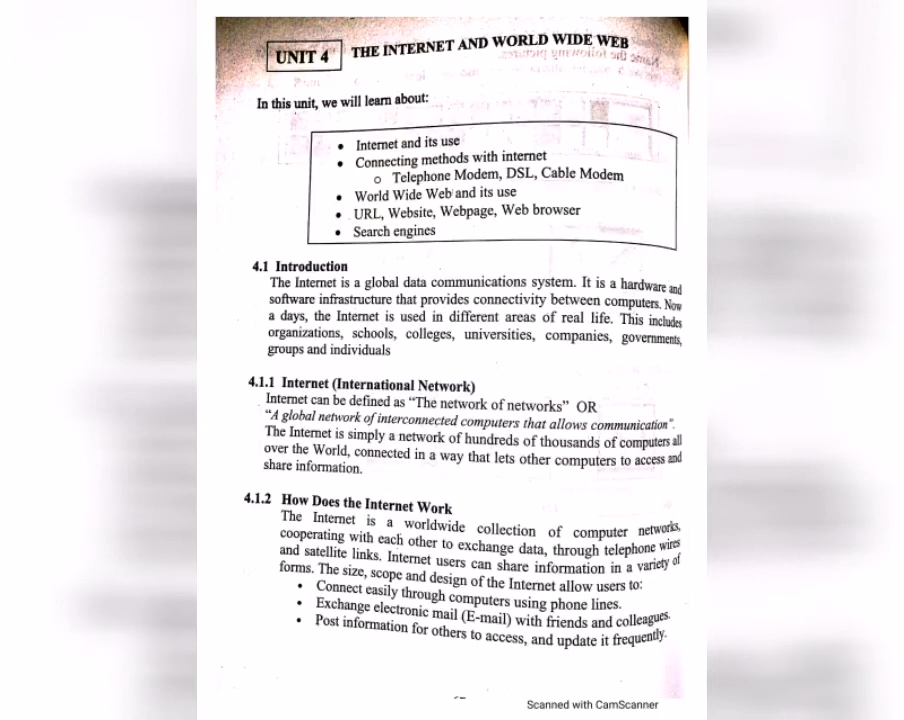 UNIT 4 THE INTERNET AND WORLD WIDE WEB
In this unit, we will learn about:
• Internet and its use
• Connecting methods with internet
o Telephone Modem, DSL, Cable Modem
• World Wide Web and its use
• URL, Website, Webpage, Web browser
• Search engines
4.1 Introduction
The Internet is a global data communications system. It is a hardware and
software infrastructure that provides connectivity between computers. Now
a days, the Internet is used in different areas of real life. This includes
organizations, schools, colleges, universities, companies, governments,
groups and individuals
4.1.1 Internet (International Network)
Internet can be defined as “The network of networks” OR
“A global network of interconnected computers that allows communication”.
The Internet is simply a network of hundreds of thousands of computers all
over the World, connected in a way that lets other computers to access and
share information.
4.1.2 How Does the Internet Work
The Internet is a worldwide collection of computer networks,
cooperating with each other to exchange data, through telephone wires
and satellite links. Internet users can share information in a variety of
forms. The size, scope and design of the Internet allow users to:
• Connect easily through computers using phone lines.
• Exchange electronic mail (E-mail) with friends and colleagues.
• Post information for others to access, and update it frequently.
Scanned with CamScanner